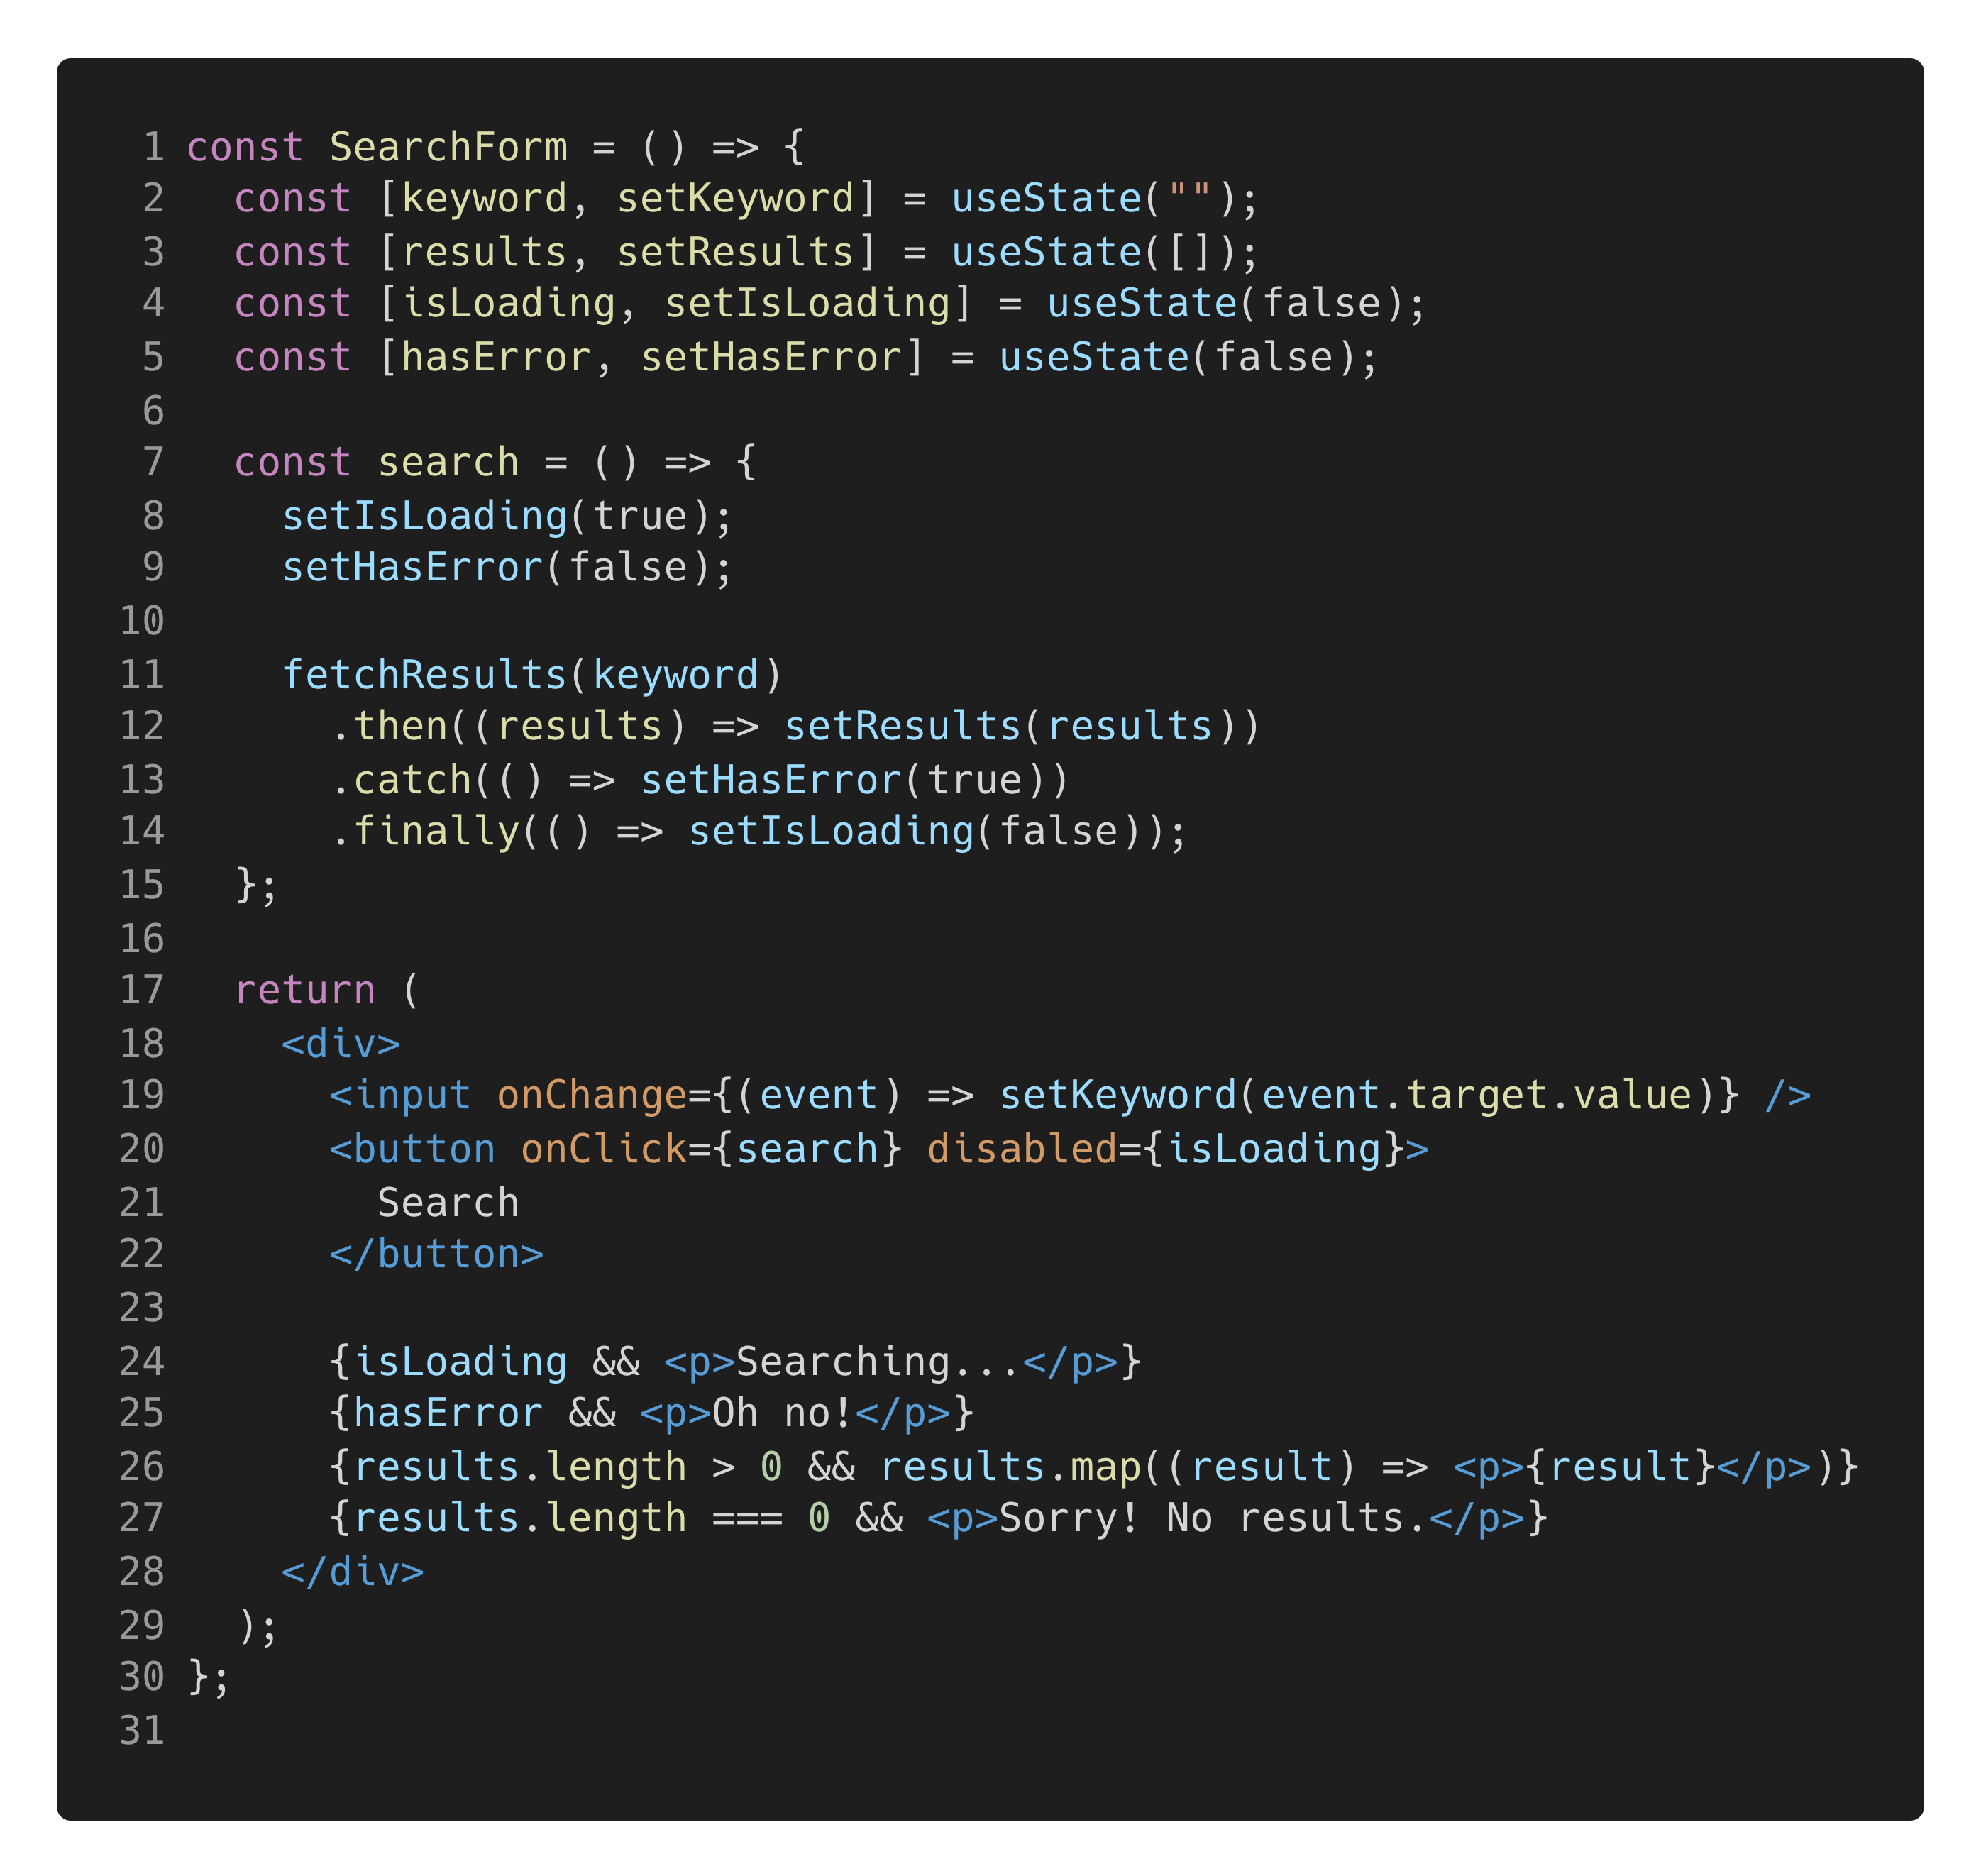 1 const SearchForm = () => {
2   const [keyword, setKeyword] = useState("");
3   const [results, setResults] = useState([]);
4   const [isLoading, setIsLoading] = useState(false);
5   const [hasError, setHasError] = useState(false);
6
7   const search = () => {
8     setIsLoading(true);
9     setHasError(false);
10
11     fetchResults(keyword)
12       .then((results) => setResults(results))
13       .catch(() => setHasError(true))
14       .finally(() => setIsLoading(false));
15   };
16
17   return (
18     <div>
19       <input onChange={(event) => setKeyword(event.target.value)} />
20       <button onClick={search} disabled={isLoading}>
21         Search
22       </button>
23
24       {isLoading && <p>Searching...</p>}
25       {hasError && <p>Oh no!</p>}
26       {results.length > 0 && results.map((result) => <p>{result}</p>)}
27       {results.length === 0 && <p>Sorry! No results.</p>}
28     </div>
29   );
30 };
31